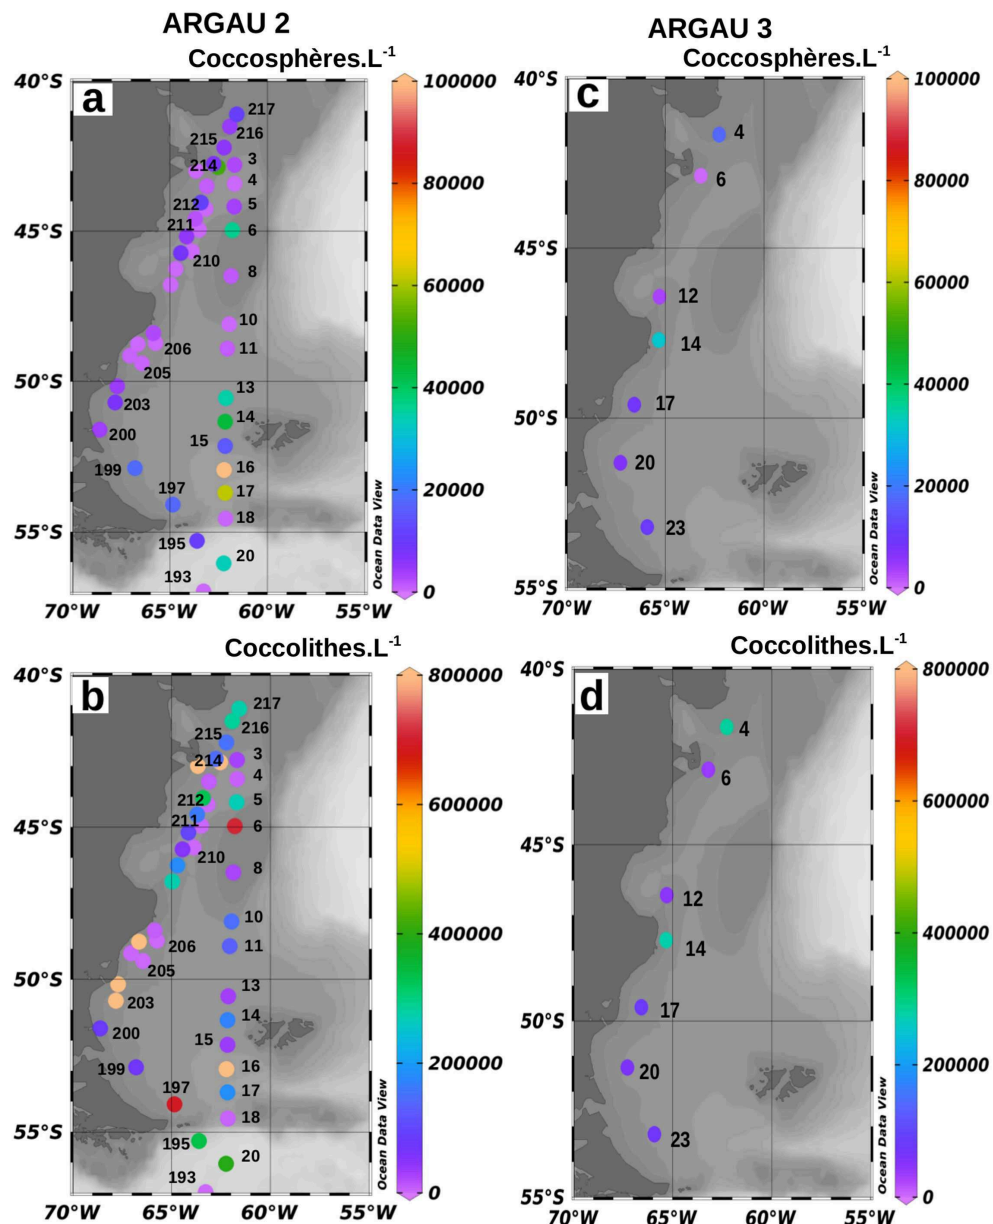 ARGAU 2
ARGAU 3
Coccosphères.L-1
Coccosphères.L-1
a
40°S
45°S
50°S
55°S
70°W 65°W 60°W 55°W
217
216
215
214
3
4
212
5
211
6
210
8
10
206
11
205
13
203
14
200
15
199
16
197
17
18
195
20
193
Ocean Data View
100000
80000
60000
40000
20000
0
c
40°S
45°S
50°S
55°S
70°W 65°W 60°W 55°W
4
6
12
14
17
20
23
Ocean Data View
100000
80000
60000
40000
20000
0
Coccolithes.L-1
Coccolithes.L-1
b
40°S
45°S
50°S
55°S
70°W 65°W 60°W 55°W
217
216
215
214
3
4
212
5
211
6
210
8
10
206
11
205
13
203
14
200
15
199
16
197
17
18
195
20
193
Ocean Data View
800000
600000
400000
200000
0
d
40°S
45°S
50°S
55°S
70°W 65°W 60°W 55°W
4
6
12
14
17
20
23
Ocean Data View
800000
600000
400000
200000
0